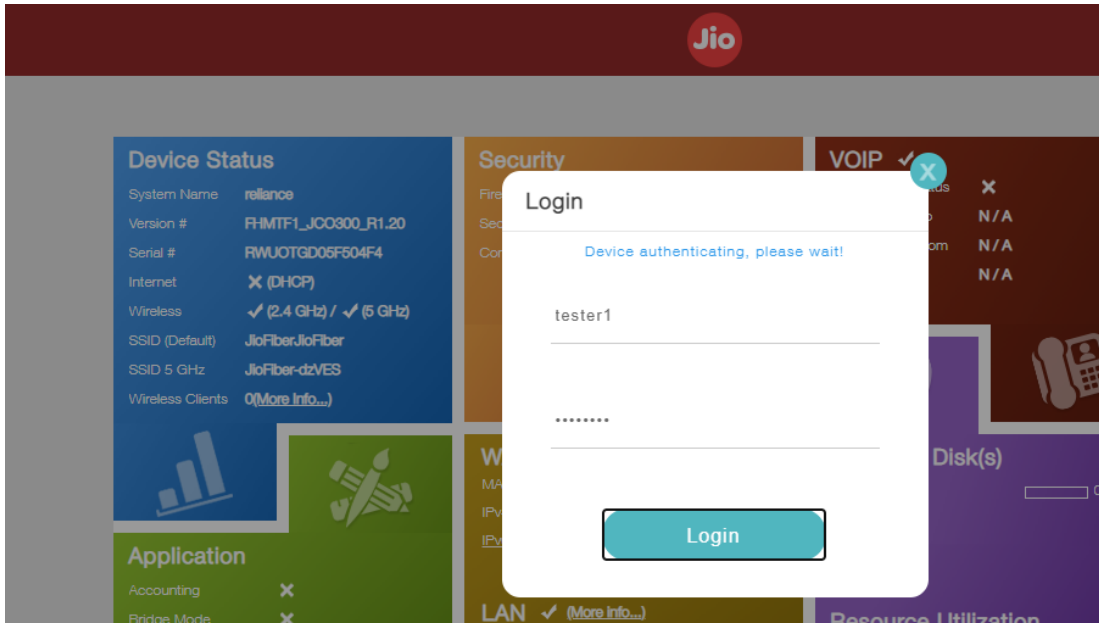 Jio
Device Status
System Name reliance
Version # FHMTF1_JCO300_R1.20
Serial # RWUOTGD05F504F4
Internet (DHCP)
Wireless (2.4 GHz) / (5 GHz)
SSID (Default) JioFiberJioFiber
SSID 5 GHz JioFiber-dzVES
Wireless Clients 0(More Info...)
Application
Accounting
Bridge Mode
Security
LAN (More Info...)
X
Login
Device authenticating, please wait!
tester1
••••••••
Login
VOIP
N/A
N/A
N/A
Disk(s)
Resource Utilization